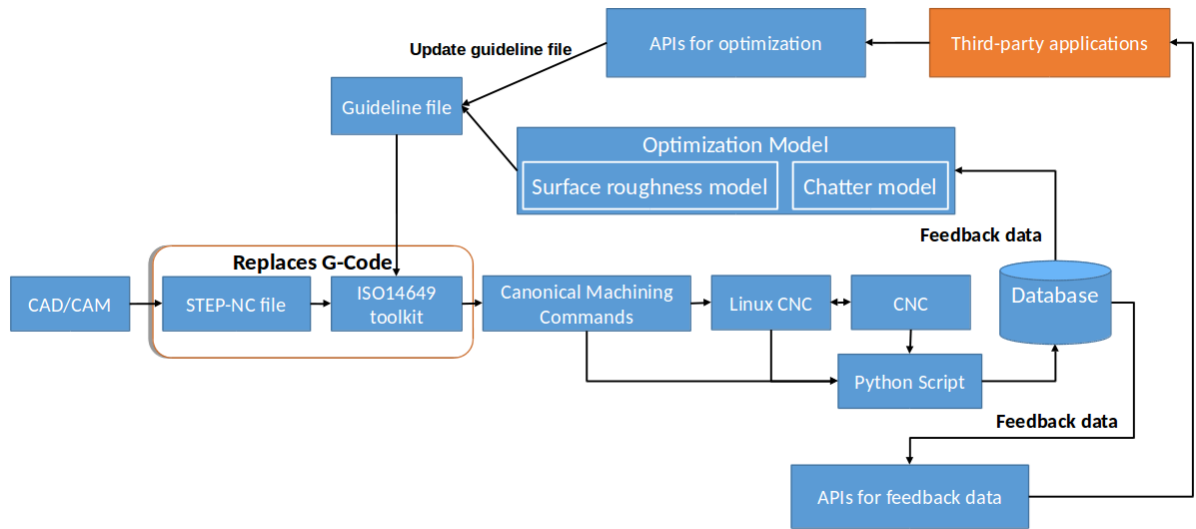 APIs for optimization
Third-party applications
Update guideline file
Guideline file
Optimization Model
Surface roughness model
Chatter model
Feedback data
Replaces G-Code
CAD/CAM
STEP-NC file
ISO14649
toolkit
Canonical Machining
Commands
Linux CNC
CNC
Database
Python Script
Feedback data
APIs for feedback data